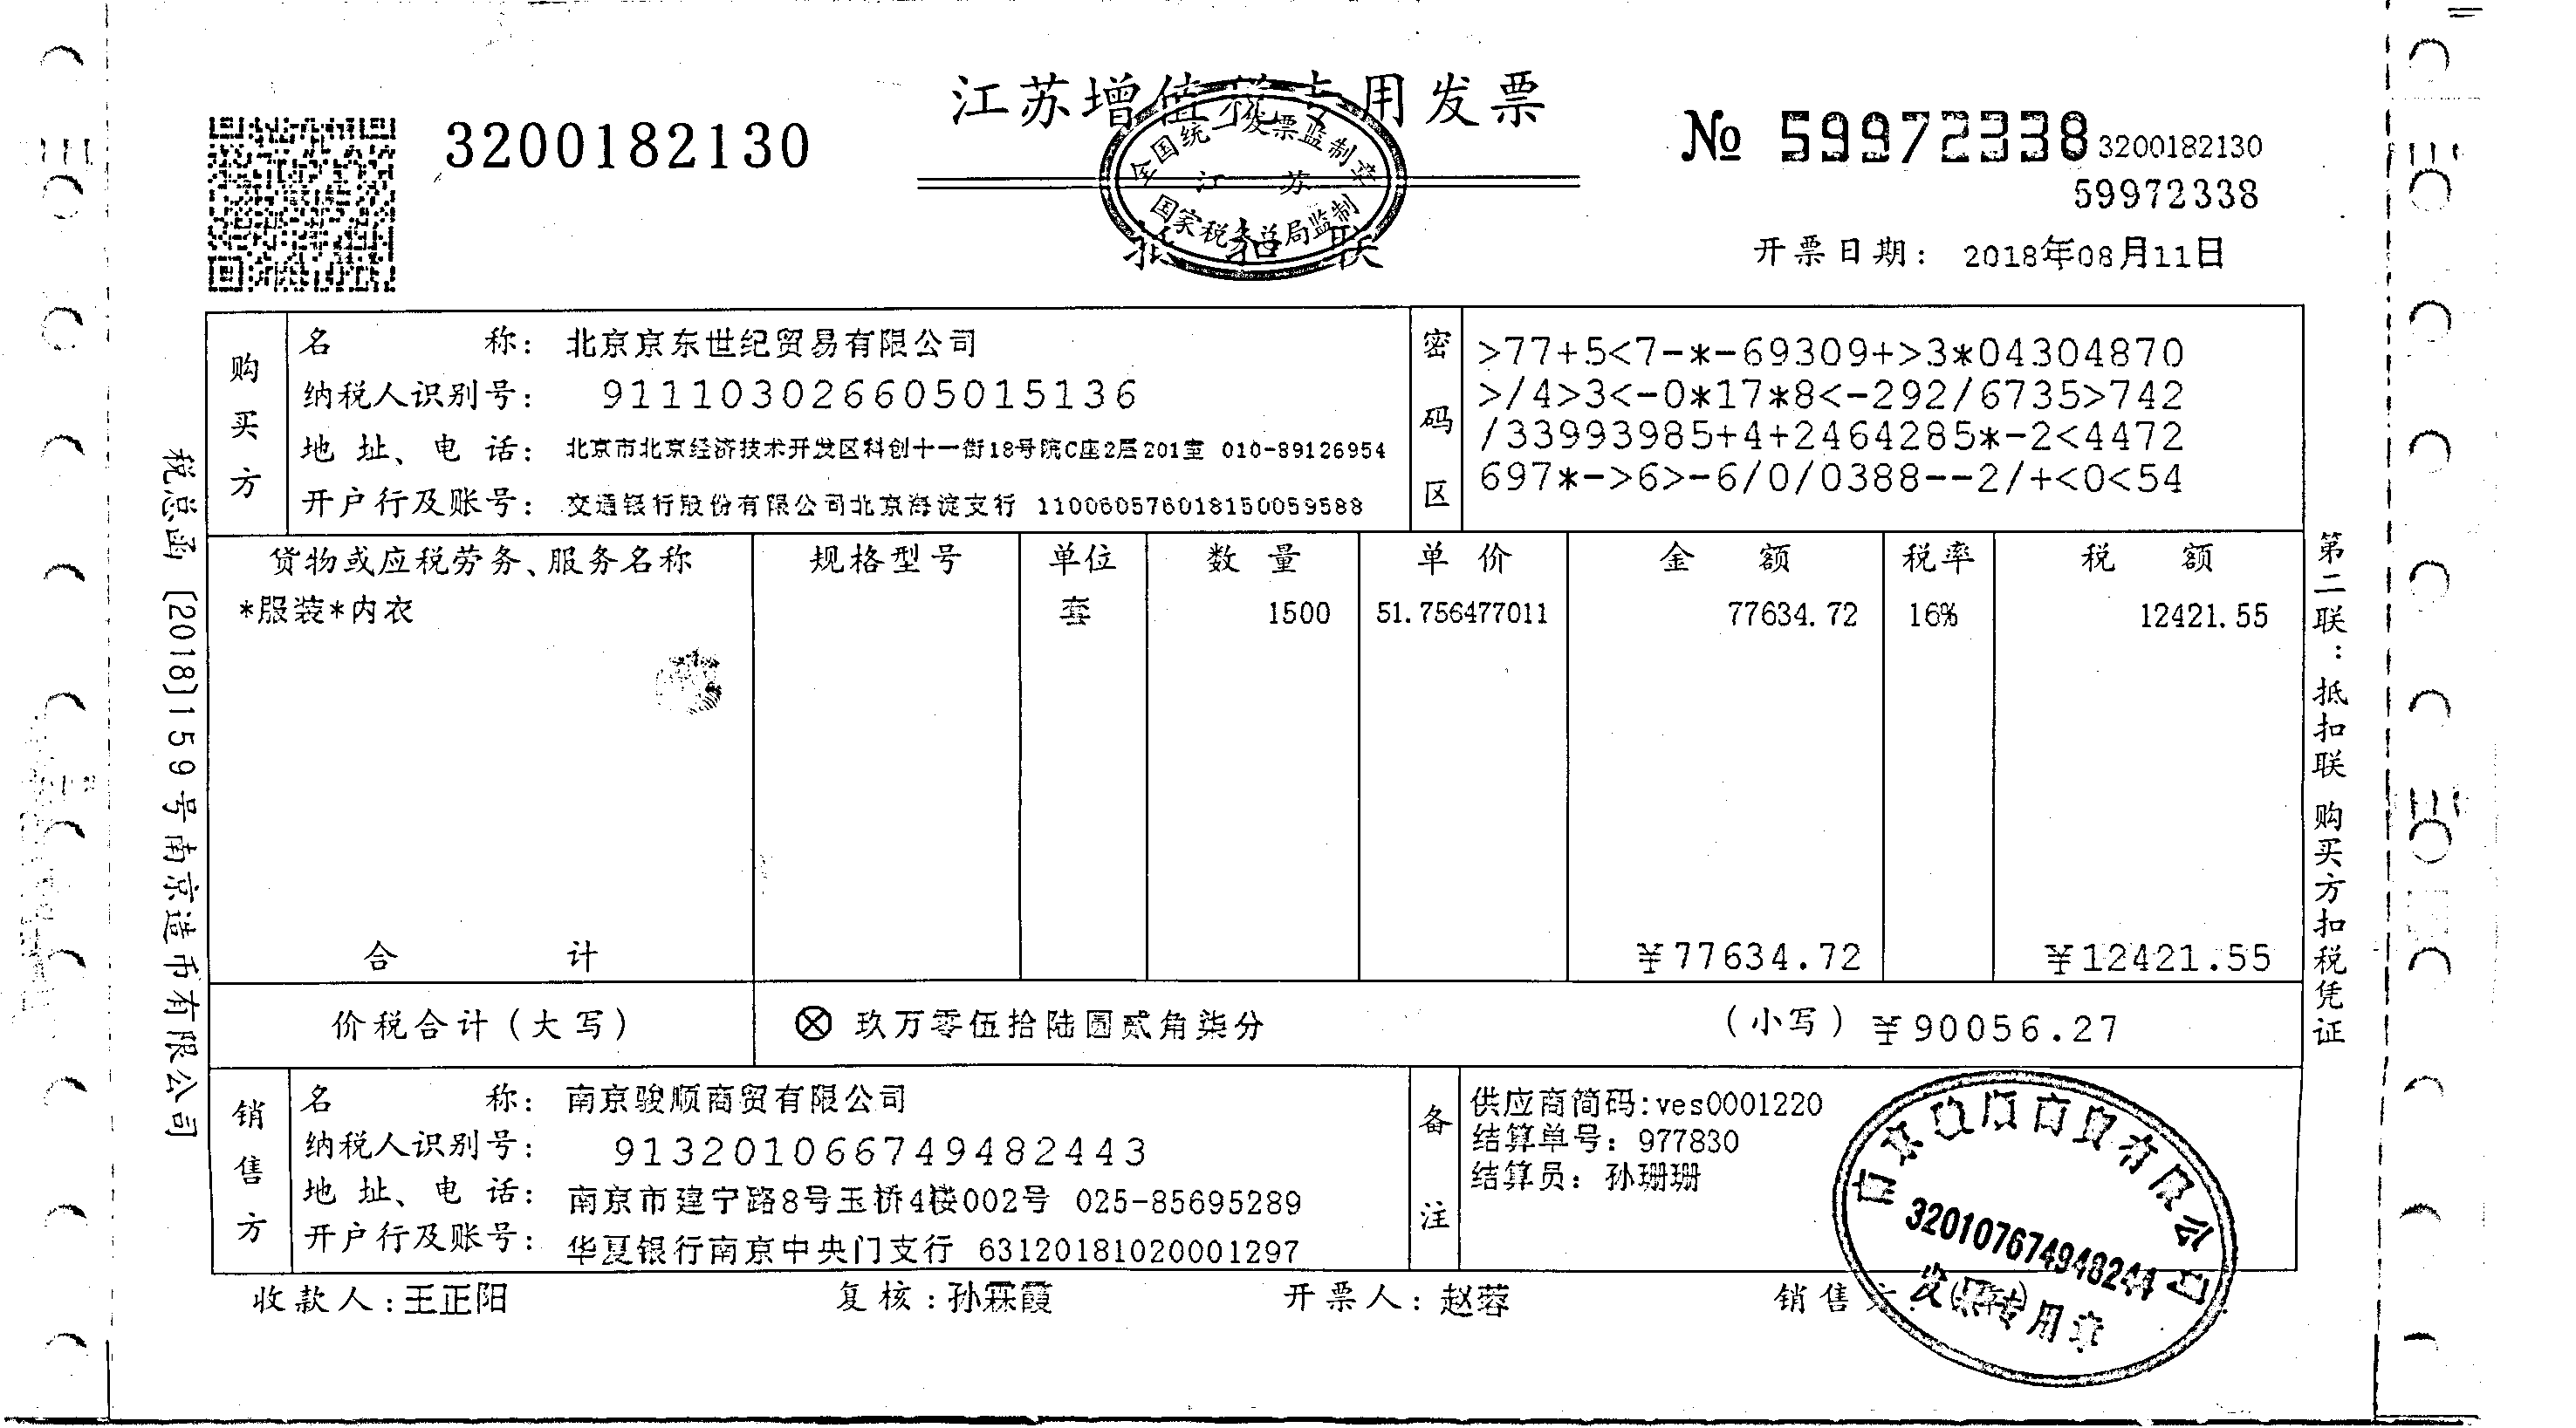 江苏增值税专用发票
3200182130
№ 59972338 3200182130
59972338
全国统一发票监制章
江 苏
国家税务总局监制
抵 扣 联
开票日期: 2018年08月11日
购买方
名 称: 北京京东世纪贸易有限公司
纳税人识别号: 911103026605015136
地 址、电 话: 北京市北京经济技术开发区科创十一街18号院C座2层201室 010-89126954
开户行及账号: 交通银行股份有限公司北京海淀支行 110060576018150059588
密码区
>77+5<7-*-69309+>3*04304870
>/4>3<-0*17*8<-292/6735>742
/33993985+4+2464285*-2<4472
697*->6>-6/0/0388--2/+<0<54
货物或应税劳务、服务名称 规格型号 单位 数 量 单 价 金 额 税率 税 额
*服装*内衣 套 1500 51.756477011 77634.72 16% 12421.55
合 计 ¥77634.72 ¥12421.55
价税合计(大写) ⊗ 玖万零伍拾陆圆贰角柒分 (小写) ¥90056.27
销售方
名 称: 南京骏顺商贸有限公司
纳税人识别号: 913201066749482443
地 址、电 话: 南京市建宁路8号玉桥4楼002号 025-85695289
开户行及账号: 华夏银行南京中央门支行 63120181020001297
备注
供应商简码:ves0001220
结算单号: 977830
结算员: 孙珊珊
南京骏顺商贸有限公司
320107674948244
发票专用章
收款人:王正阳 复核:孙霖霞 开票人: 赵蓉 销售方:(章)
税总函[2018]159号南京造币有限公司
第二联:抵扣联 购买方扣税凭证